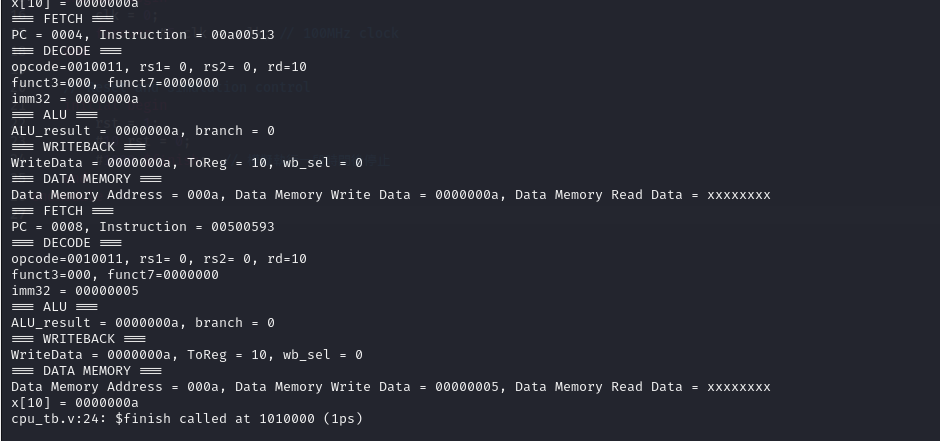 x[10] = 0000000a
=== FETCH ===
PC = 0004, Instruction = 00a00513
=== DECODE ===
opcode=0010011, rs1= 0, rs2= 0, rd=10
funct3=000, funct7=0000000
imm32 = 0000000a
=== ALU ===
ALU_result = 0000000a, branch = 0
=== WRITEBACK ===
WriteData = 0000000a, ToReg = 10, wb_sel = 0
=== DATA MEMORY ===
Data Memory Address = 000a, Data Memory Write Data = 0000000a, Data Memory Read Data = xxxxxxxx
=== FETCH ===
PC = 0008, Instruction = 00500593
=== DECODE ===
opcode=0010011, rs1= 0, rs2= 0, rd=10
funct3=000, funct7=0000000
imm32 = 00000005
=== ALU ===
ALU_result = 0000000a, branch = 0
=== WRITEBACK ===
WriteData = 0000000a, ToReg = 10, wb_sel = 0
=== DATA MEMORY ===
Data Memory Address = 000a, Data Memory Write Data = 00000005, Data Memory Read Data = xxxxxxxx
x[10] = 0000000a
cpu_tb.v:24: $finish called at 1010000 (1ps)